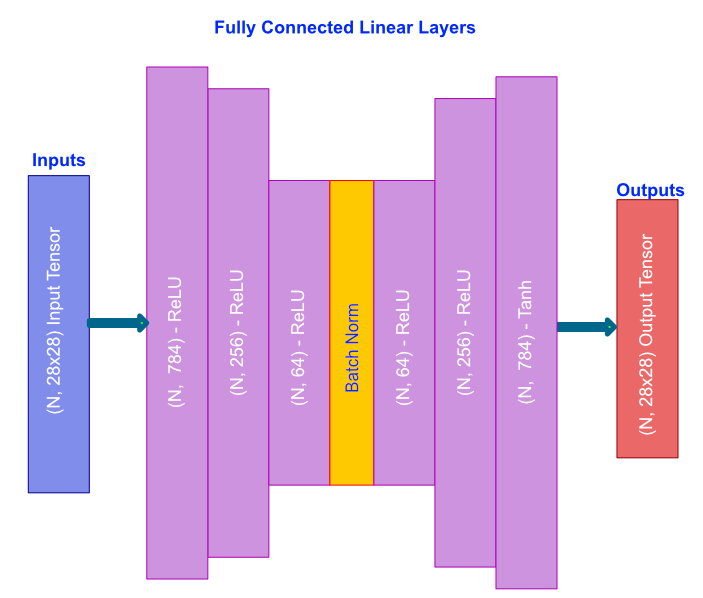 Fully Connected Linear Layers
Inputs
(N, 28x28) Input Tensor
(N,  784) - ReLU
(N, 256) - ReLU
(N, 64) - ReLU
Batch Norm
(N, 64) - ReLU
(N, 256) - ReLU
(N,  784) - Tanh
Outputs
(N, 28x28) Output Tensor